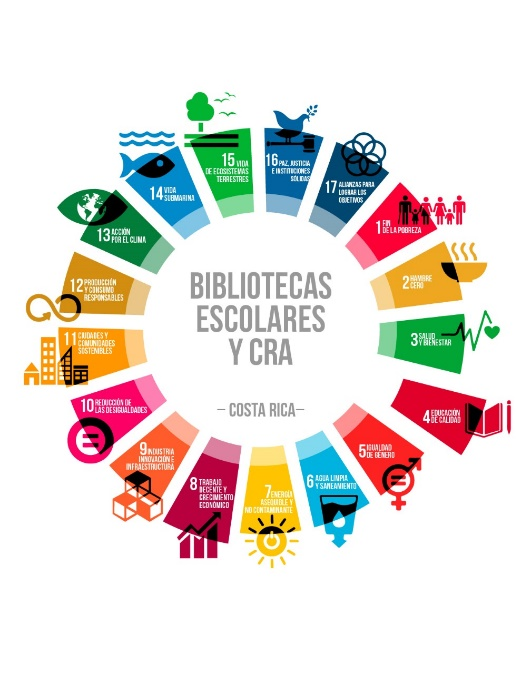 BIBLIOTECAS
ESCOLARES
Y CRA
– COSTA RICA–
1 FIN
DE LA POBREZA
2 HAMBRE
CERO
3 SALUD
Y BIENESTAR
4 EDUCACIÓN
DE CALIDAD
5 IGUALDAD
DE GÉNERO
6 AGUA LIMPIA
Y SANEAMIENTO
7 ENERGÍA
ASEQUIBLE Y
NO CONTAMINANTE
8 TRABAJO
DECENTE Y
CRECIMIENTO
ECONÓMICO
9 INDUSTRIA
INNOVACIÓN E
INFRAESTRUCTURA
10 REDUCCIÓN DE
LAS DESIGUALDADES
11 CIUDADES Y
COMUNIDADES
SOSTENIBLES
12 PRODUCCIÓN
Y CONSUMO
RESPONSABLES
13 ACCIÓN
POR EL CLIMA
14 VIDA
SUBMARINA
15 VIDA
DE ECOSISTEMAS
TERRESTRES
16 PAZ, JUSTICIA
E INSTITUCIONES
SÓLIDAS
17 ALIANZAS PARA
LOGRAR LOS
OBJETIVOS